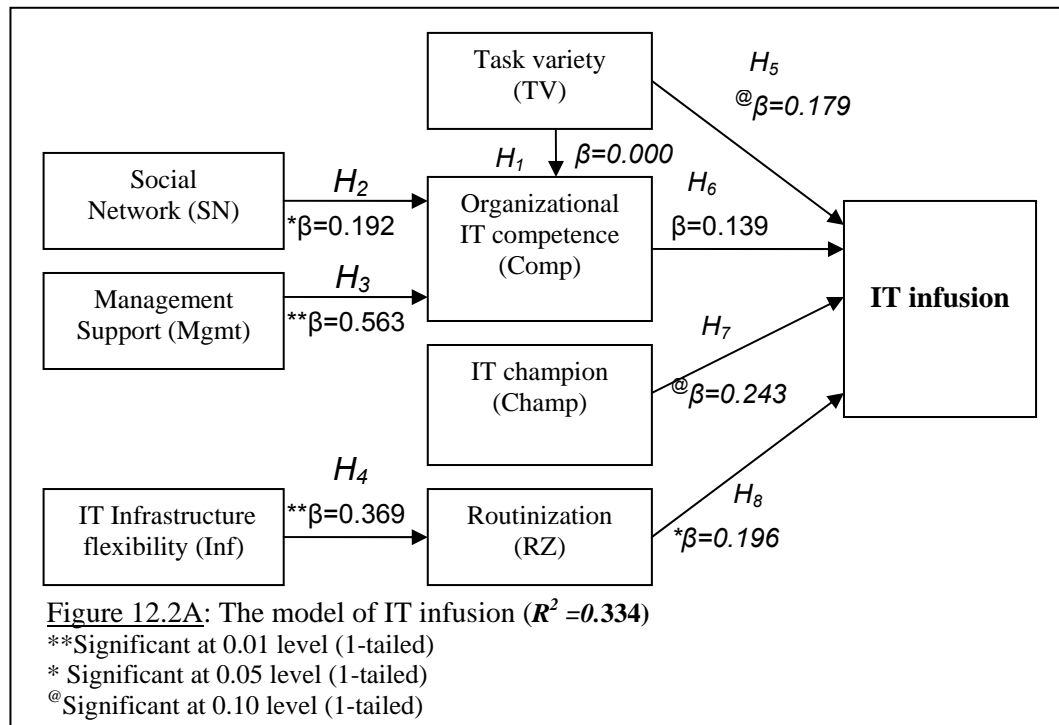 Task variety
(TV)
H5
@β=0.179
H1
β=0.000
Social
Network (SN)
H2
*β=0.192
Organizational
IT competence
(Comp)
H6
β=0.139
IT infusion
Management
Support (Mgmt)
H3
**β=0.563
IT champion
(Champ)
H7
@β=0.243
IT Infrastructure
flexibility (Inf)
H4
**β=0.369
Routinization
(RZ)
H8
*β=0.196
Figure 12.2A: The model of IT infusion (R² =0.334)
**Significant at 0.01 level (1-tailed)
* Significant at 0.05 level (1-tailed)
@Significant at 0.10 level (1-tailed)